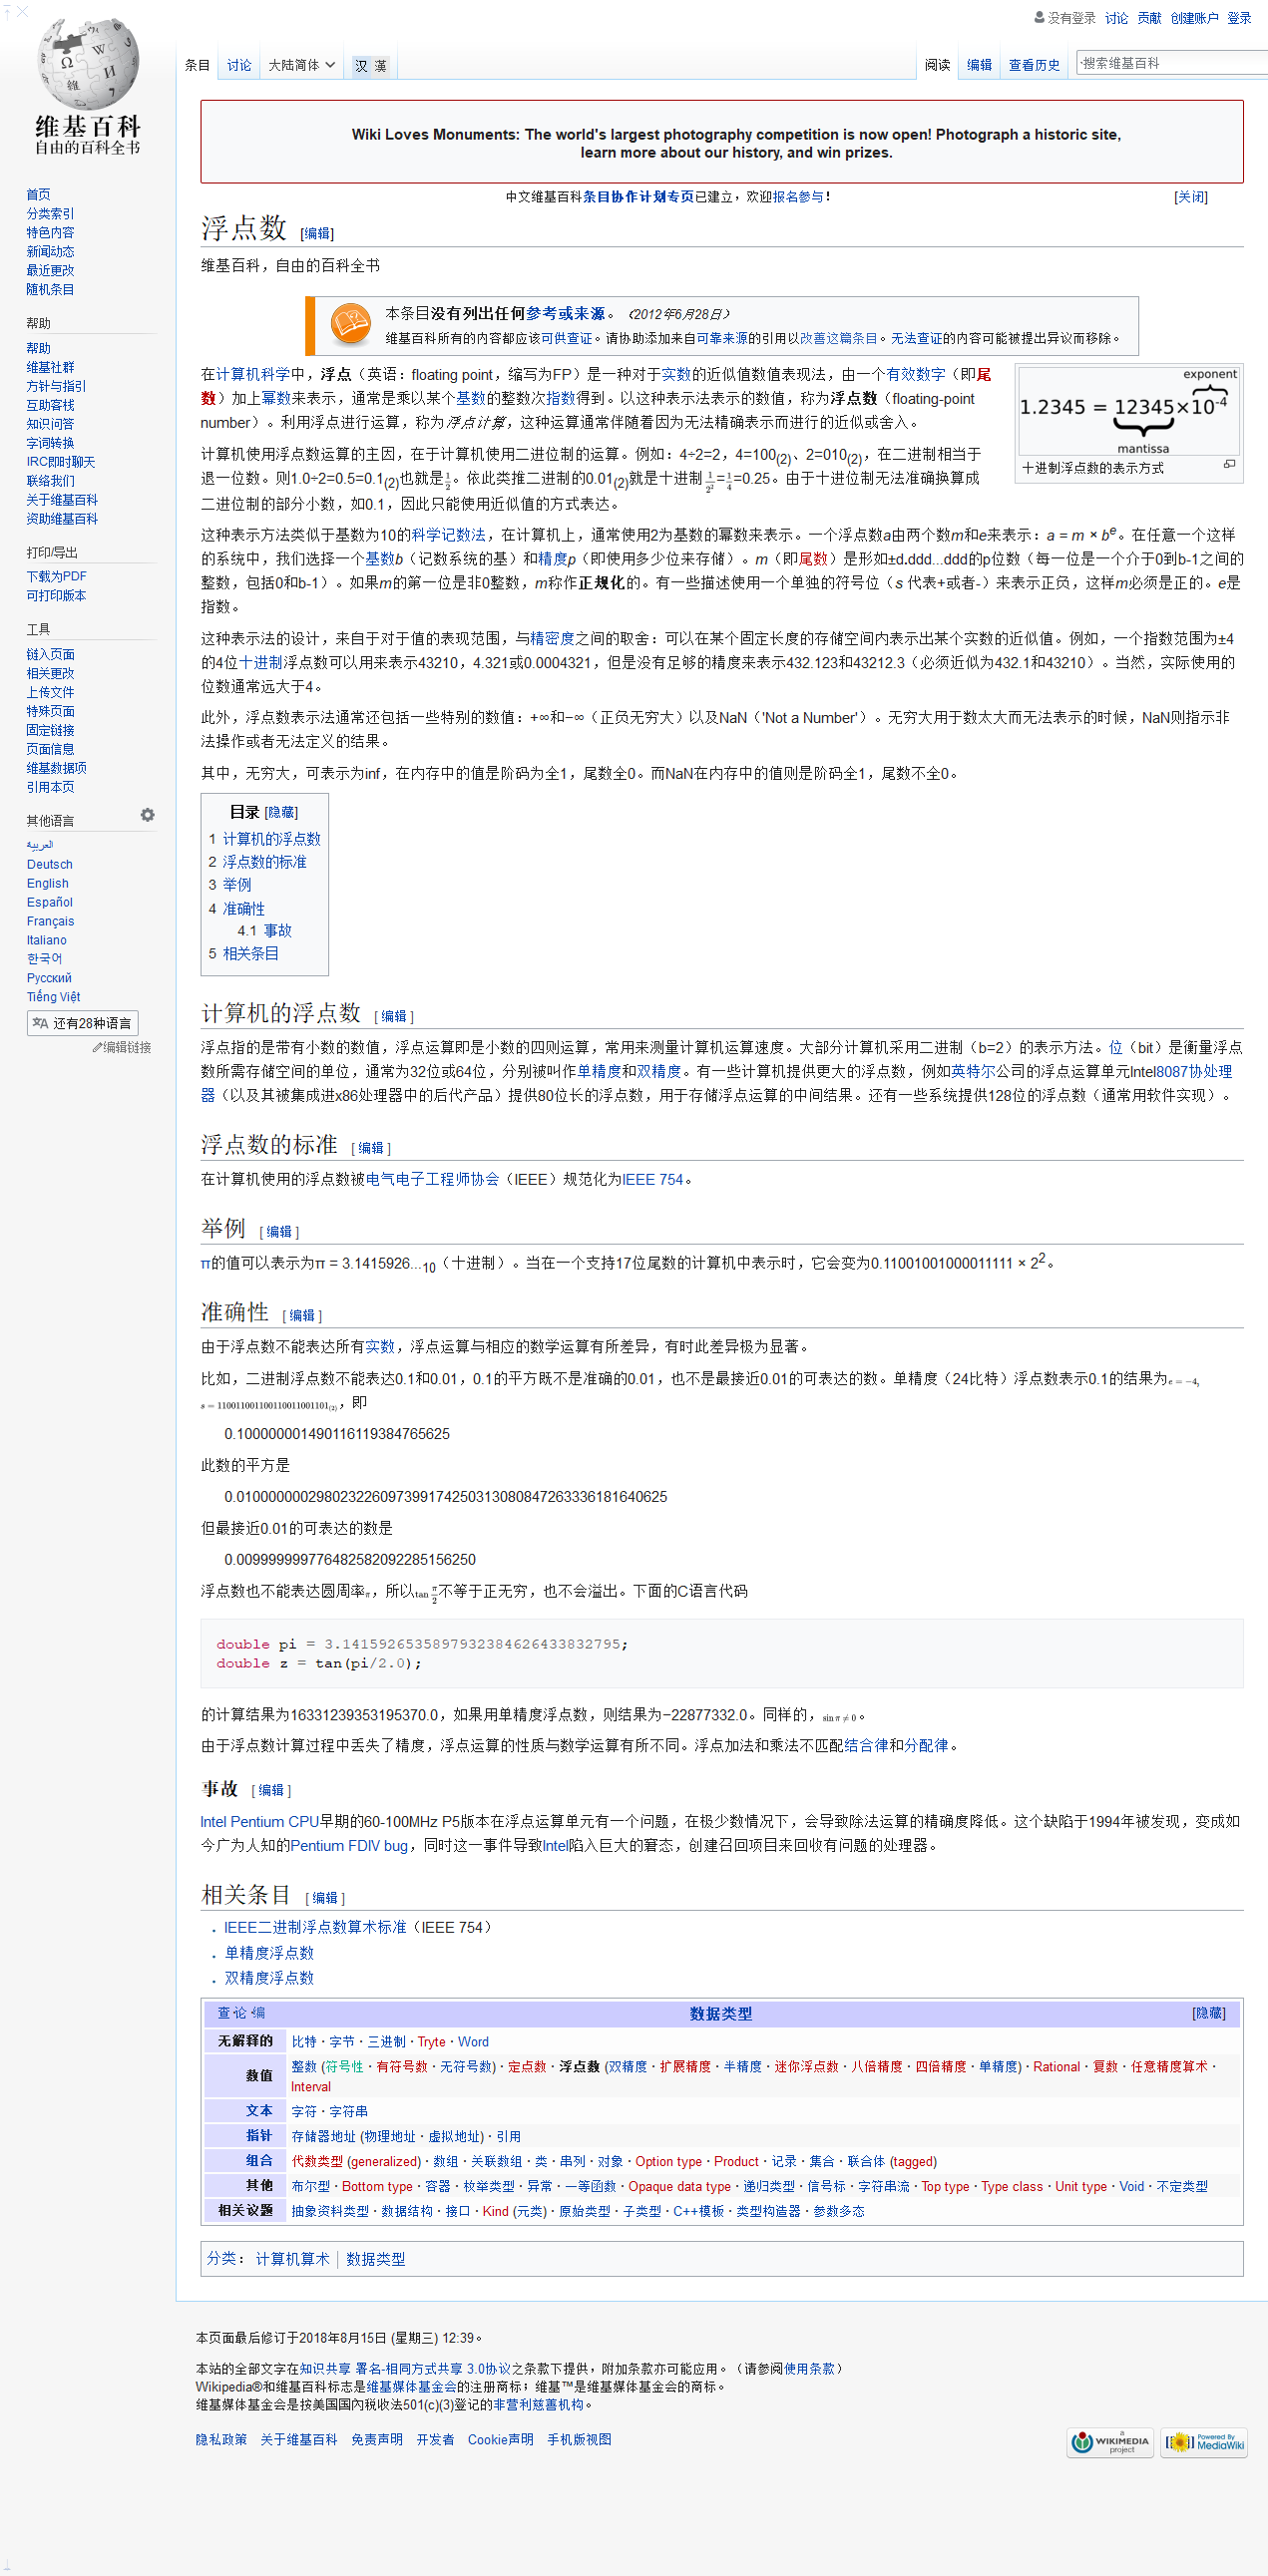 没有登录 讨论 贡献 创建账户 登录
条目 讨论 大陆简体 汉 漢 阅读 编辑 查看历史 搜索维基百科
维基百科
自由的百科全书
首页
分类索引
特色内容
新闻动态
最近更改
随机条目
帮助
帮助
维基社群
方针与指引
互助客栈
知识问答
字词转换
IRC即时聊天
联络我们
关于维基百科
资助维基百科
打印/导出
下载为PDF
可打印版本
工具
链入页面
相关更改
上传文件
特殊页面
固定链接
页面信息
维基数据项
引用本页
其他语言
العربية
Deutsch
English
Español
Français
Italiano
한국어
Русский
Tiếng Việt
还有28种语言
编辑链接
Wiki Loves Monuments: The world's largest photography competition is now open! Photograph a historic site,
learn more about our history, and win prizes.
中文维基百科条目协作计划专页已建立，欢迎报名参与！ [关闭]
浮点数 [编辑]
维基百科，自由的百科全书
本条目没有列出任何参考或来源。 （2012年6月28日）
维基百科所有的内容都应该可供查证。请协助添加来自可靠来源的引用以改善这篇条目。无法查证的内容可能被提出异议而移除。
exponent
1.2345 = 12345×10-4
mantissa
十进制浮点数的表示方式
在计算机科学中，浮点（英语：floating point，缩写为FP）是一种对于实数的近似值数值表现法，由一个有效数字（即尾
数）加上幂数来表示，通常是乘以某个基数的整数次指数得到。以这种表示法表示的数值，称为浮点数（floating-point
number）。利用浮点进行运算，称为浮点计算，这种运算通常伴随着因为无法精确表示而进行的近似或舍入。
计算机使用浮点数运算的主因，在于计算机使用二进位制的运算。例如：4÷2=2，4=100(2)、2=010(2)，在二进制相当于
退一位数。则1.0÷2=0.5=0.1(2)也就是1/2。依此类推二进制的0.01(2)就是十进制1/2²=1/4=0.25。由于十进位制无法准确换算成
二进位制的部分小数，如0.1，因此只能使用近似值的方式表达。
这种表示方法类似于基数为10的科学记数法，在计算机上，通常使用2为基数的幂数来表示。一个浮点数a由两个数m和e来表示：a = m × bᵉ。在任意一个这样
的系统中，我们选择一个基数b（记数系统的基）和精度p（即使用多少位来存储）。m（即尾数）是形如±d.ddd...ddd的p位数（每一位是一个介于0到b-1之间的
整数，包括0和b-1）。如果m的第一位是非0整数，m称作正规化的。有一些描述使用一个单独的符号位（s 代表+或者-）来表示正负，这样m必须是正的。e是
指数。
这种表示法的设计，来自于对于值的表现范围，与精密度之间的取舍：可以在某个固定长度的存储空间内表示出某个实数的近似值。例如，一个指数范围为±4
的4位十进制浮点数可以用来表示43210，4.321或0.0004321，但是没有足够的精度来表示432.123和43212.3（必须近似为432.1和43210）。当然，实际使用的
位数通常远大于4。
此外，浮点数表示法通常还包括一些特别的数值：+∞和−∞（正负无穷大）以及NaN（'Not a Number'）。无穷大用于数太大而无法表示的时候，NaN则指示非
法操作或者无法定义的结果。
其中，无穷大，可表示为inf，在内存中的值是阶码为全1，尾数全0。而NaN在内存中的值则是阶码全1，尾数不全0。
目录 [隐藏]
1 计算机的浮点数
2 浮点数的标准
3 举例
4 准确性
4.1 事故
5 相关条目
计算机的浮点数 [ 编辑 ]
浮点指的是带有小数的数值，浮点运算即是小数的四则运算，常用来测量计算机运算速度。大部分计算机采用二进制（b=2）的表示方法。位（bit）是衡量浮点
数所需存储空间的单位，通常为32位或64位，分别被叫作单精度和双精度。有一些计算机提供更大的浮点数，例如英特尔公司的浮点运算单元Intel8087协处理
器（以及其被集成进x86处理器中的后代产品）提供80位长的浮点数，用于存储浮点运算的中间结果。还有一些系统提供128位的浮点数（通常用软件实现）。
浮点数的标准 [ 编辑 ]
在计算机使用的浮点数被电气电子工程师协会（IEEE）规范化为IEEE 754。
举例 [ 编辑 ]
π的值可以表示为π = 3.1415926...10（十进制）。当在一个支持17位尾数的计算机中表示时，它会变为0.11001001000011111 × 2²。
准确性 [ 编辑 ]
由于浮点数不能表达所有实数，浮点运算与相应的数学运算有所差异，有时此差异极为显著。
比如，二进制浮点数不能表达0.1和0.01，0.1的平方既不是准确的0.01，也不是最接近0.01的可表达的数。单精度（24比特）浮点数表示0.1的结果为e = −4,
s = 110011001100110011001101(2)，即
0.100000001490116119384765625
此数的平方是
0.010000000298023226097399174250313080847263336181640625
但最接近0.01的可表达的数是
0.009999999776482582092285156250
浮点数也不能表达圆周率π，所以tan π/2不等于正无穷，也不会溢出。下面的C语言代码
double pi = 3.1415926535897932384626433832795;
double z = tan(pi/2.0);
的计算结果为16331239353195370.0，如果用单精度浮点数，则结果为−22877332.0。同样的，sin π ≠ 0。
由于浮点数计算过程中丢失了精度，浮点运算的性质与数学运算有所不同。浮点加法和乘法不匹配结合律和分配律。
事故 [ 编辑 ]
Intel Pentium CPU早期的60-100MHz P5版本在浮点运算单元有一个问题，在极少数情况下，会导致除法运算的精确度降低。这个缺陷于1994年被发现，变成如
今广为人知的Pentium FDIV bug，同时这一事件导致Intel陷入巨大的窘态，创建召回项目来回收有问题的处理器。
相关条目 [ 编辑 ]
IEEE二进制浮点数算术标准（IEEE 754）
单精度浮点数
双精度浮点数
查·论·编 数据类型 [隐藏]
无解释的 比特 · 字节 · 三进制 · Tryte · Word
数值 整数 (符号性 · 有符号数 · 无符号数) · 定点数 · 浮点数 (双精度 · 扩展精度 · 半精度 · 迷你浮点数 · 八倍精度 · 四倍精度 · 单精度) · Rational · 复数 · 任意精度算术 ·
Interval
文本 字符 · 字符串
指针 存储器地址 (物理地址 · 虚拟地址) · 引用
组合 代数类型 (generalized) · 数组 · 关联数组 · 类 · 串列 · 对象 · Option type · Product · 记录 · 集合 · 联合体 (tagged)
其他 布尔型 · Bottom type · 容器 · 枚举类型 · 异常 · 一等函数 · Opaque data type · 递归类型 · 信号标 · 字符串流 · Top type · Type class · Unit type · Void · 不定类型
相关议题 抽象资料类型 · 数据结构 · 接口 · Kind (元类) · 原始类型 · 子类型 · C++模板 · 类型构造器 · 参数多态
分类： 计算机算术 | 数据类型
本页面最后修订于2018年8月15日 (星期三) 12:39。
本站的全部文字在知识共享 署名-相同方式共享 3.0协议之条款下提供，附加条款亦可能应用。（请参阅使用条款）
Wikipedia®和维基百科标志是维基媒体基金会的注册商标；维基™是维基媒体基金会的商标。
维基媒体基金会是按美国国內稅收法501(c)(3)登记的非营利慈善机构。
隐私政策 关于维基百科 免责声明 开发者 Cookie声明 手机版视图
a WIKIMEDIA project
Powered By MediaWiki